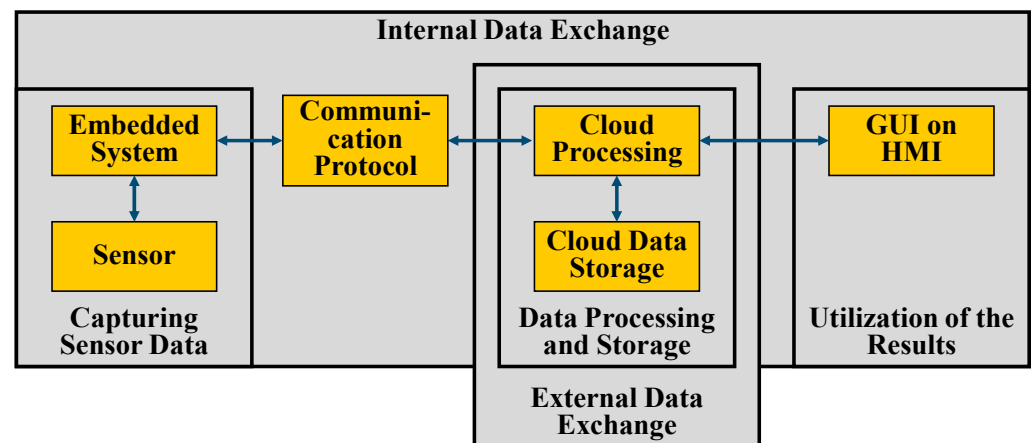 Internal Data Exchange
Embedded
System
Sensor
Capturing
Sensor Data
Communi-
cation
Protocol
Cloud
Processing
Cloud Data
Storage
Data Processing
and Storage
External Data
Exchange
GUI on
HMI
Utilization of the
Results